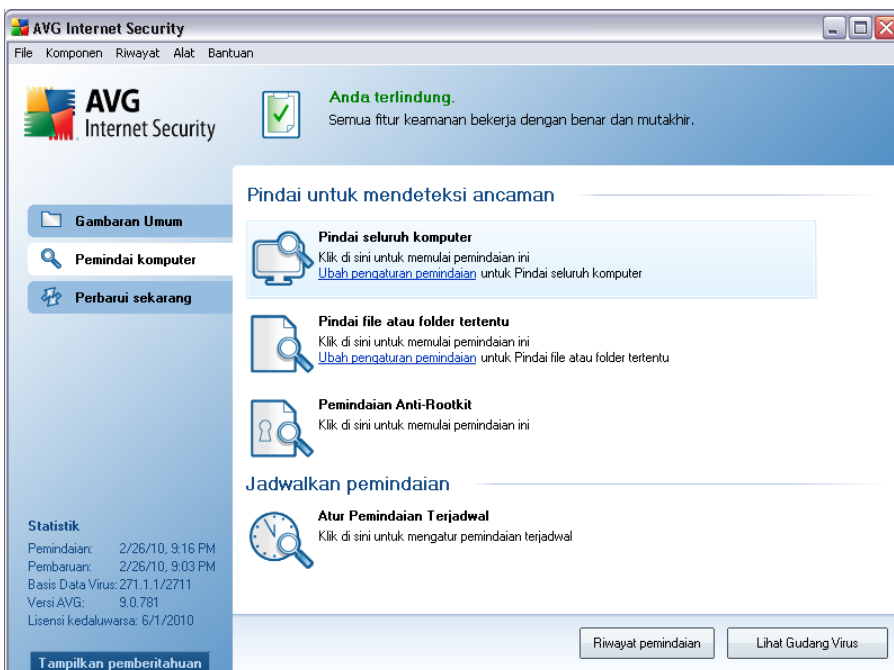 AVG Internet Security
File Komponen Riwayat Alat Bantuan
AVG
Internet Security
Anda terlindung.
Semua fitur keamanan bekerja dengan benar dan mutakhir.
Gambaran Umum
Pemindai komputer
Perbarui sekarang
Pindai untuk mendeteksi ancaman
Pindai seluruh komputer
Klik di sini untuk memulai pemindaian ini
Ubah pengaturan pemindaian untuk Pindai seluruh komputer
Pindai file atau folder tertentu
Klik di sini untuk memulai pemindaian ini
Ubah pengaturan pemindaian untuk Pindai file atau folder tertentu
Pemindaian Anti-Rootkit
Klik di sini untuk memulai pemindaian ini
Jadwalkan pemindaian
Atur Pemindaian Terjadwal
Klik di sini untuk mengatur pemindaian terjadwal
Statistik
Pemindaian: 2/26/10, 9:16 PM
Pembaruan: 2/26/10, 9:03 PM
Basis Data Virus: 271.1.1/2711
Versi AVG: 9.0.781
Lisensi kedaluwarsa: 6/1/2010
Tampilkan pemberitahuan
Riwayat pemindaian
Lihat Gudang Virus